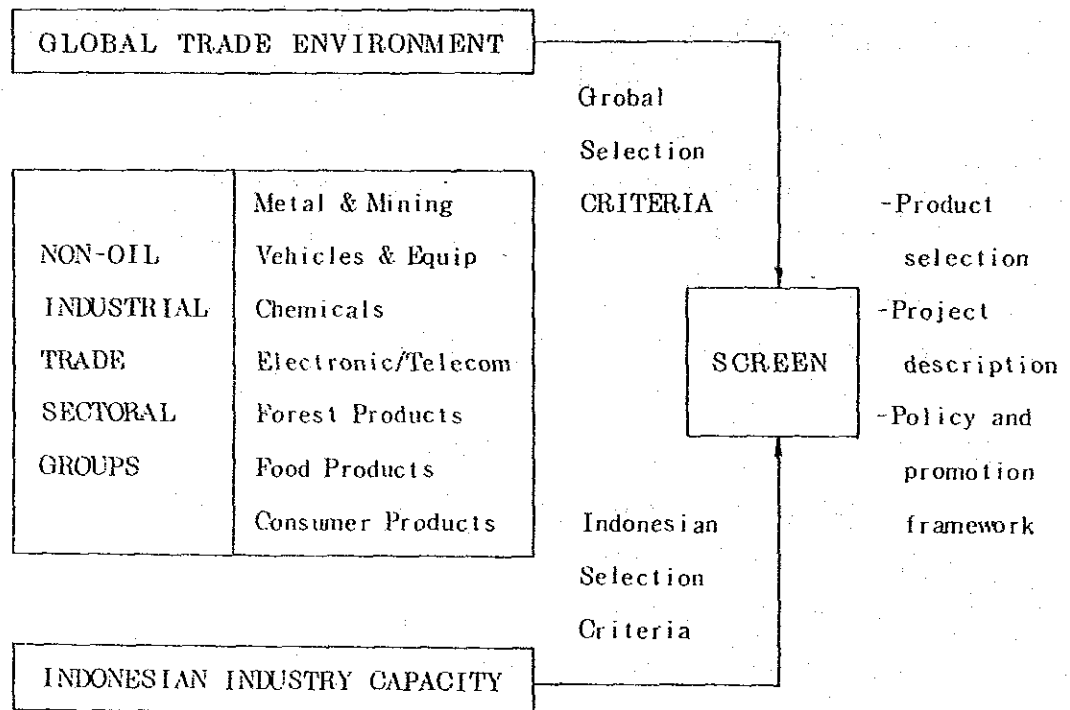 GLOBAL TRADE ENVIRONMENT
Grobal
Selection
CRITERIA
Metal & Mining
NON-OIL
Vehicles & Equip
INDUSTRIAL
Chemicals
TRADE
Electronic/Telecom
SECTORAL
Forest Products
GROUPS
Food Products
Consumer Products
SCREEN
-Product
selection
-Project
description
-Policy and
promotion
framework
Indonesian
Selection
Criteria
INDONESIAN INDUSTRY CAPACITY